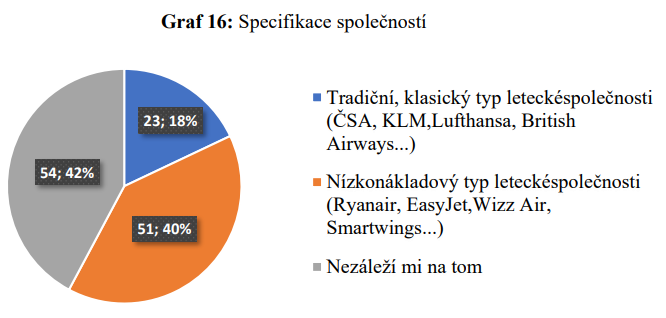 Graf 16: Specifikace společností
23; 18%
54; 42%
51; 40%
Tradiční, klasický typ leteckéspolečnosti
(ČSA, KLM,Lufthansa, British
Airways...)
Nízkonákladový typ leteckéspolečnosti
(Ryanair, EasyJet,Wizz Air,
Smartwings...)
Nezáleží mi na tom